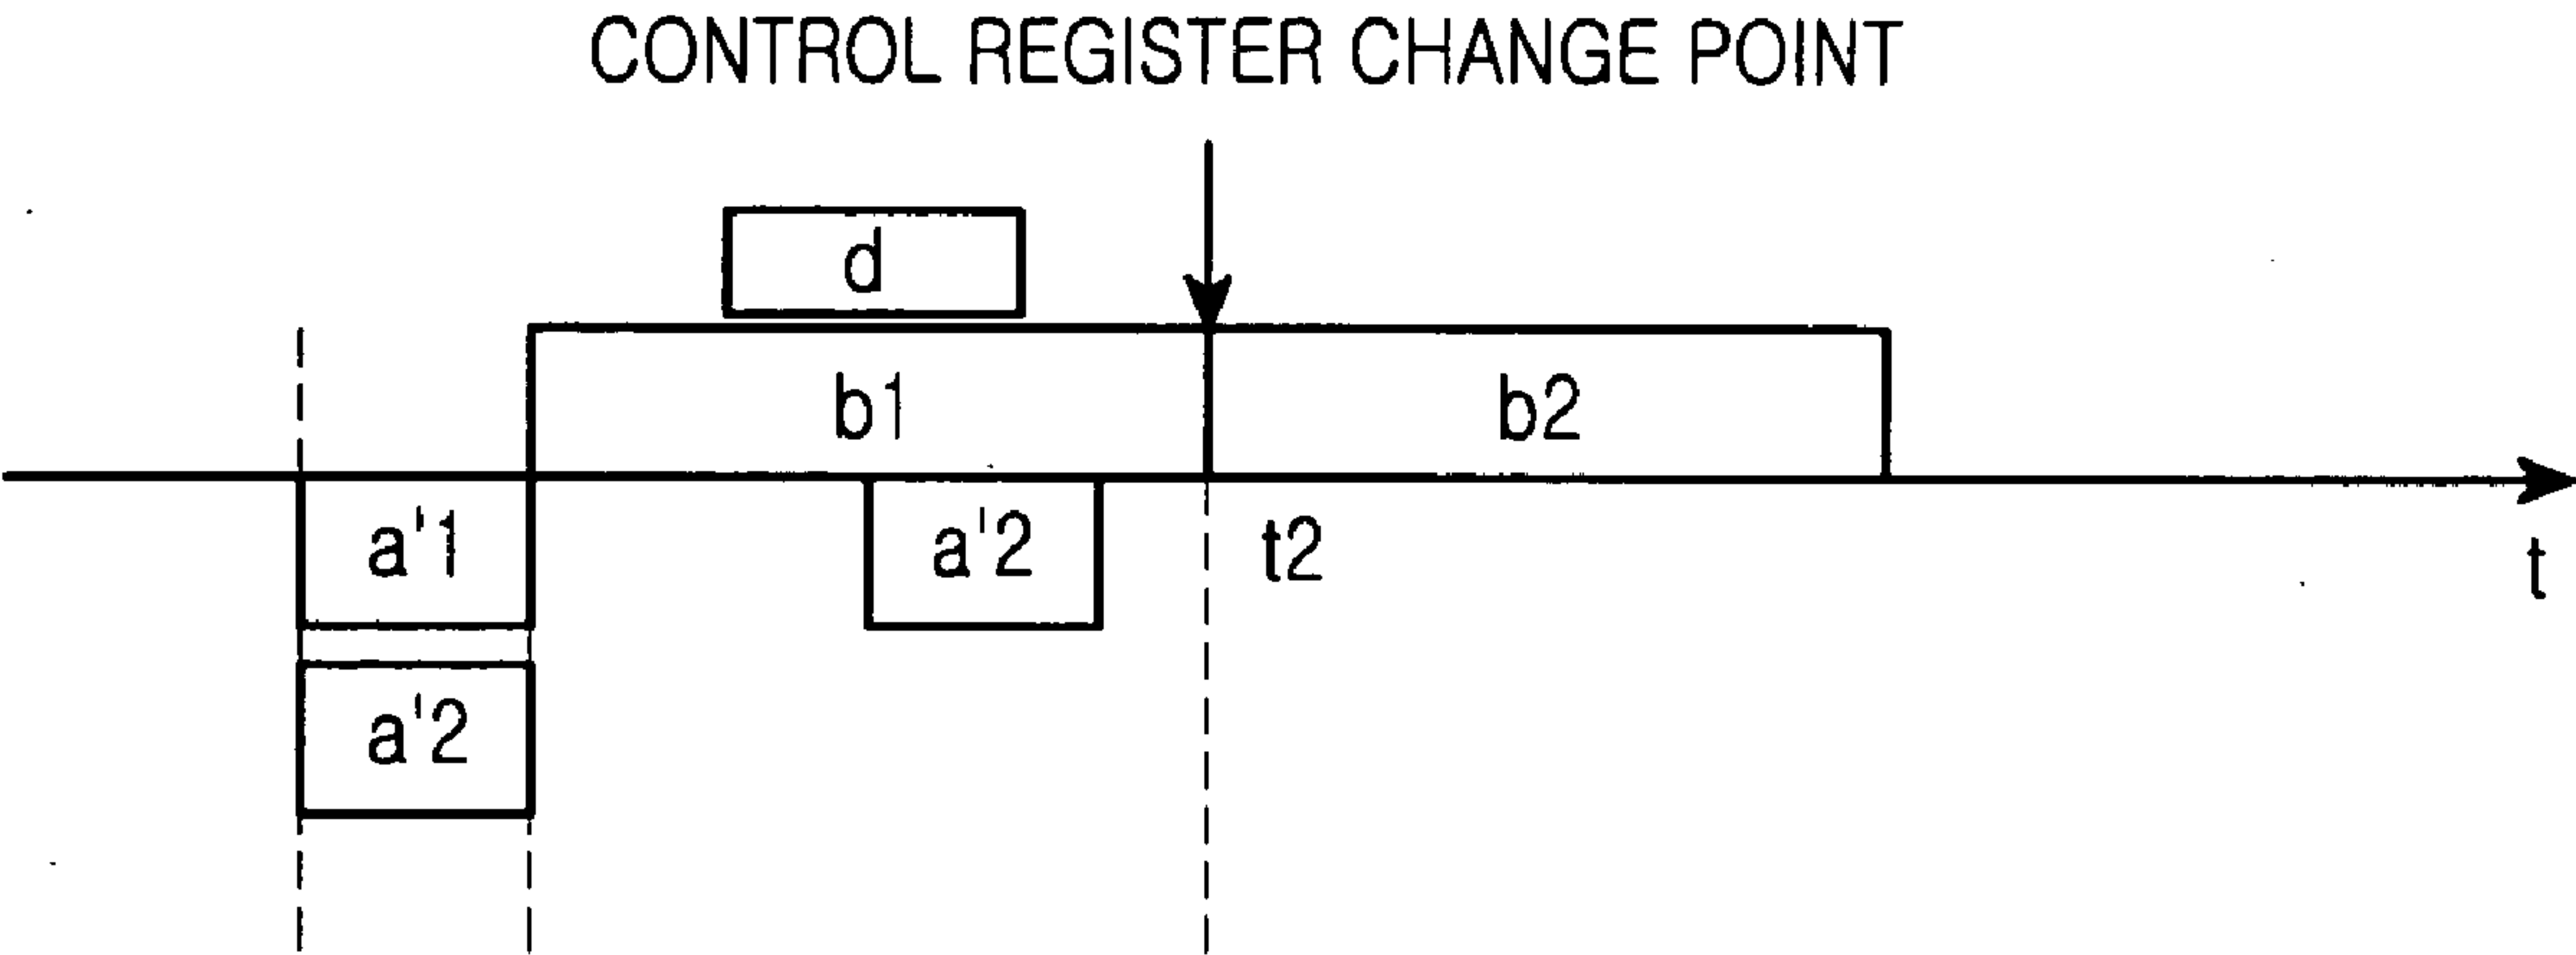 CONTROL REGISTER CHANGE POINT
d
b1
b2
a'1
a'2
t2
t
a'2